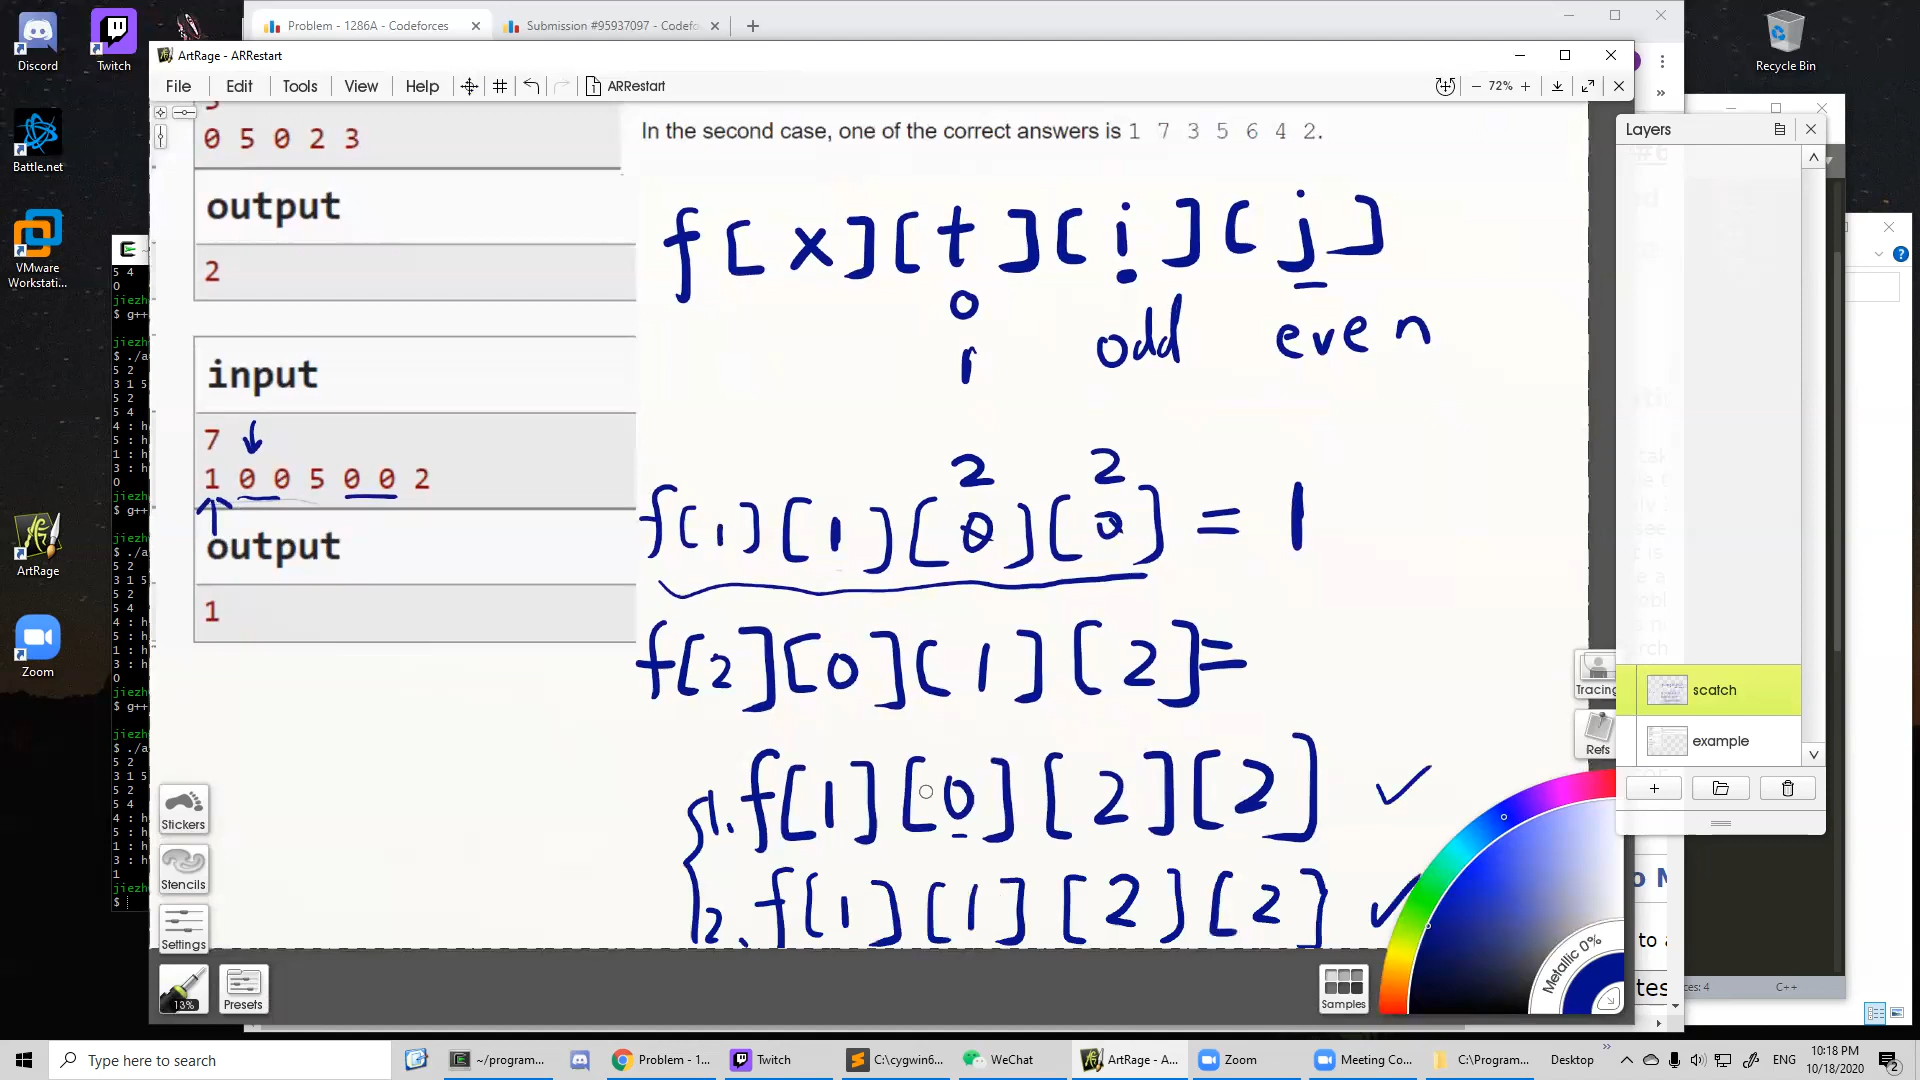 Problem - 1286A - Codeforces
Submission #95937097 - Codefo
ArtRage - ARRestart
File Edit Tools View Help ARRestart 72%
Discord
Twitch
Battle.net
VMware
Workstati...
ArtRage
Zoom
Recycle Bin
0 5 0 2 3
output
2
input
7
1 0 0 5 0 0 2
output
1
In the second case, one of the correct answers is 1 7 3 5 6 4 2.
f[x][t][i][j]
0 odd even
1
2 2
f[1][1][0][0] = 1
f[2][0][1][2]=
1. f[1][0][2][2]
2. f[1][1][2][2]
Layers
scatch
example
Tracing
Refs
Stickers
Stencils
Settings
13%
Presets
Samples
Metallic 0%
C++
Type here to search
~/program...
Problem - 1...
Twitch
C:\cygwin6...
WeChat
ArtRage - A...
Zoom
Meeting Co...
C:\Program...
Desktop
ENG
10:18 PM
10/18/2020
2